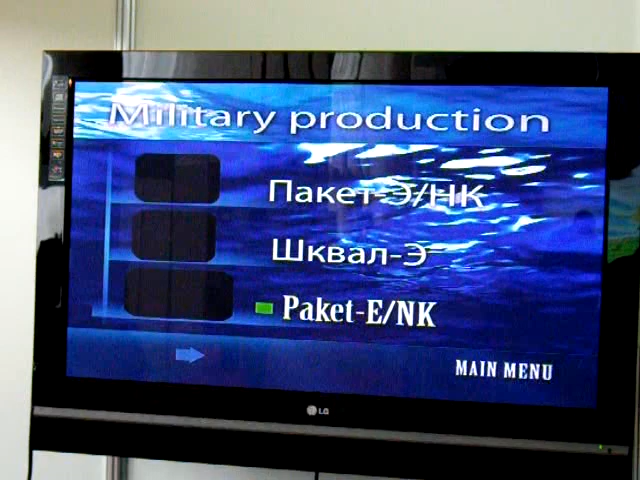 Military production
Пакет-Э/НК
Шквал-Э
Paket-E/NK
MAIN MENU
LG